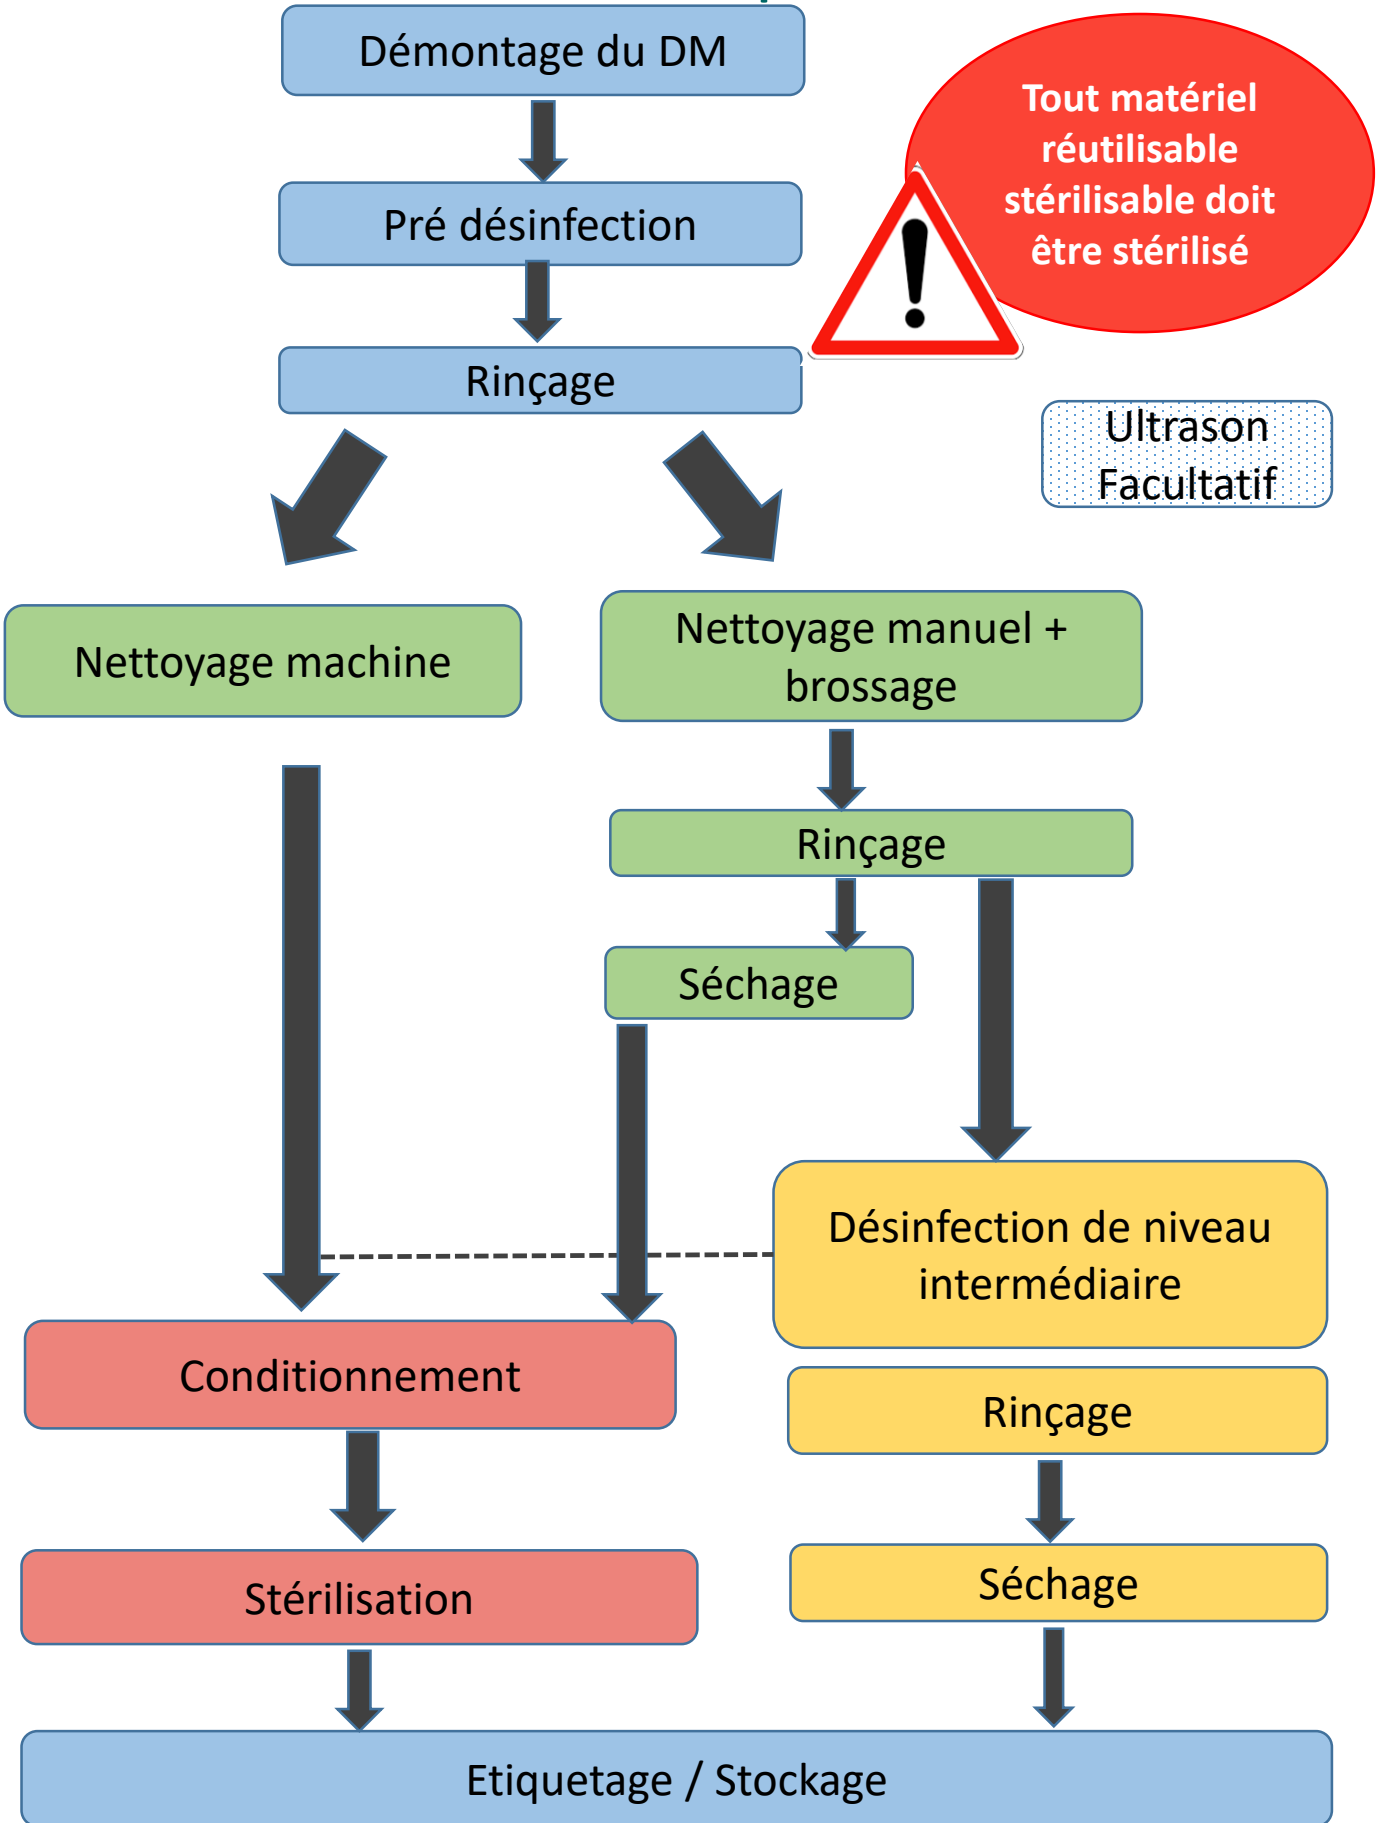 Démontage du DM
Tout matériel
réutilisable
stérilisable doit
être stérilisé
Pré désinfection
Rinçage
Ultrason
Facultatif
Nettoyage machine
Nettoyage manuel +
brossage
Rinçage
Séchage
Désinfection de niveau
intermédiaire
Conditionnement
Rinçage
Stérilisation
Séchage
Etiquetage / Stockage